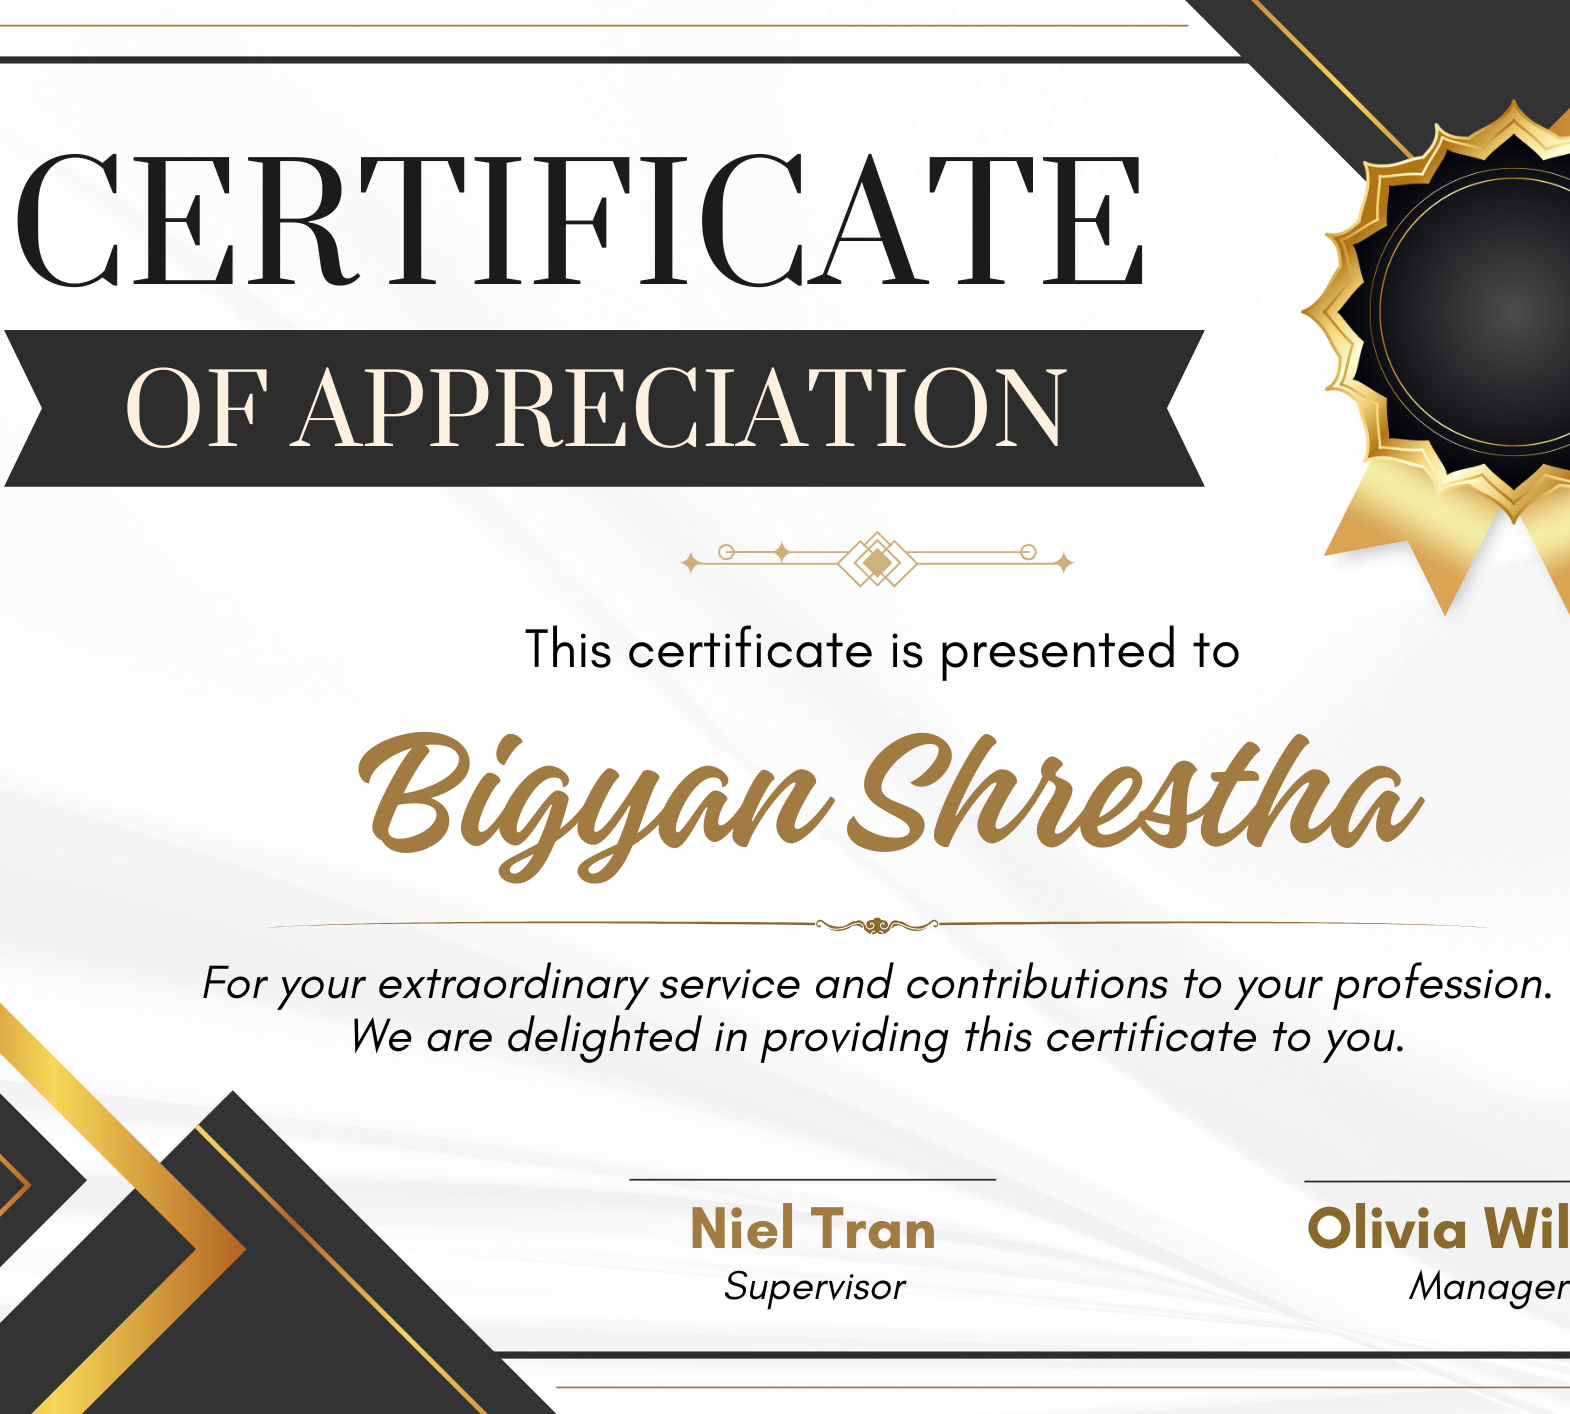 CERTIFICATE
OF APPRECIATION
This certificate is presented to
Bigyan Shrestha
For your extraordinary service and contributions to your profession.
We are delighted in providing this certificate to you.
Niel Tran
Supervisor
Olivia Wil
Manager